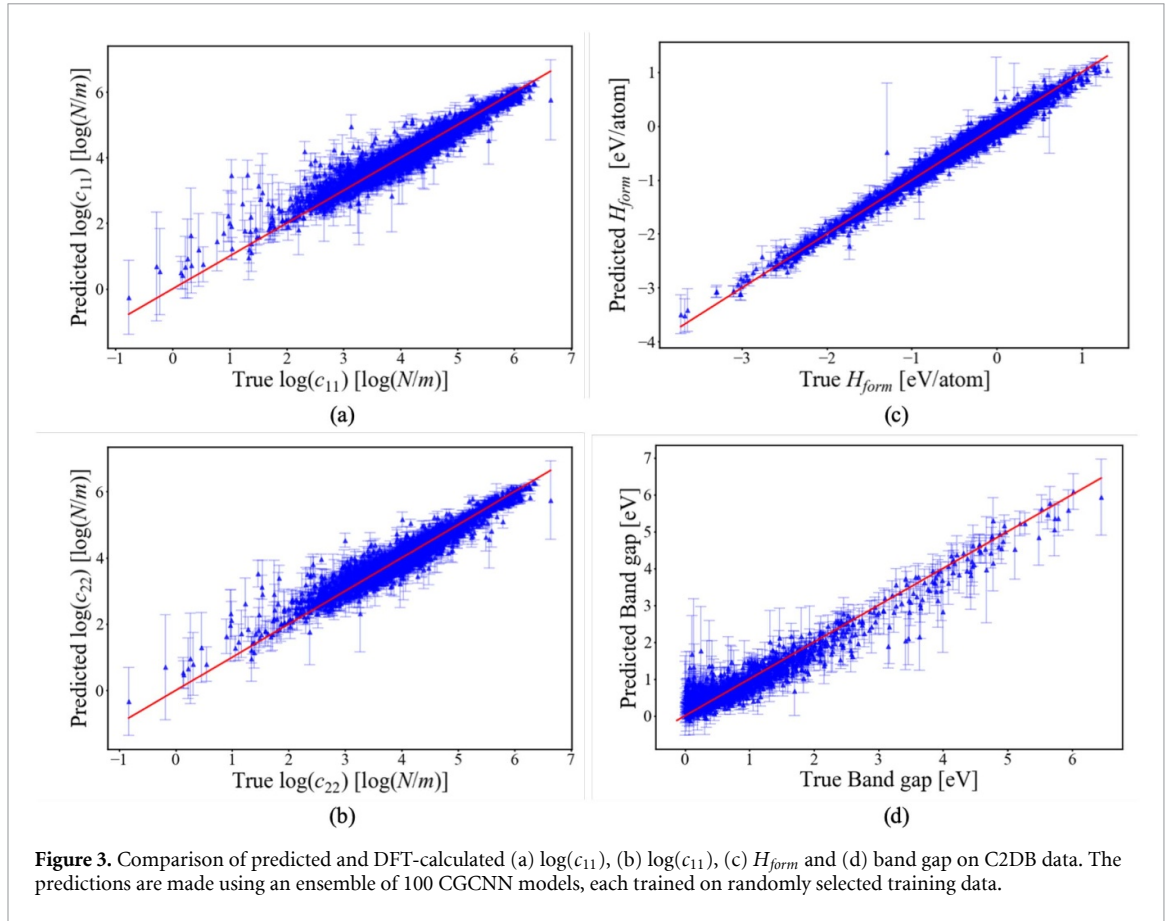 Predicted log(c₁₁) [log(N/m)]
6
4
2
0
−1 0 1 2 3 4 5 6 7
True log(c₁₁) [log(N/m)]
(a)
Predicted H_form [eV/atom]
1
0
−1
−2
−3
−4
−3 −2 −1 0 1
True H_form [eV/atom]
(c)
Predicted log(c₂₂) [log(N/m)]
6
4
2
0
−1 0 1 2 3 4 5 6 7
True log(c₂₂) [log(N/m)]
(b)
Predicted Band gap [eV]
7
6
5
4
3
2
1
0
0 1 2 3 4 5 6
True Band gap [eV]
(d)
Figure 3. Comparison of predicted and DFT-calculated (a) log(c₁₁), (b) log(c₁₁), (c) H_form and (d) band gap on C2DB data. The
predictions are made using an ensemble of 100 CGCNN models, each trained on randomly selected training data.